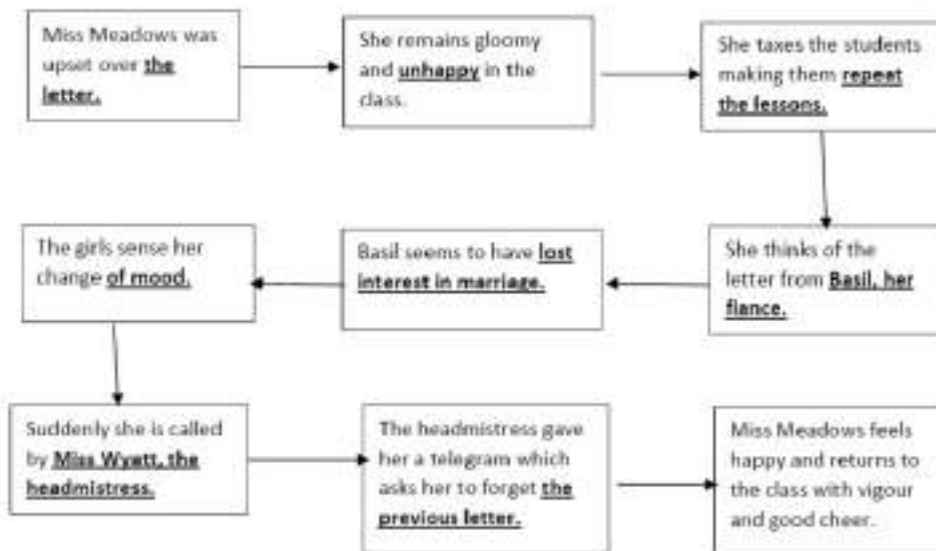 Miss Meadows was
upset over the
letter.
She remains gloomy
and unhappy in the
class.
She taxes the students
making them repeat
the lessons.
She thinks of the
letter from Basil, her
fiance.
Basil seems to have lost
interest in marriage.
The girls sense her
change of mood.
Suddenly she is called
by Miss Wyatt, the
headmistress.
The headmistress gave
her a telegram which
asks her to forget the
previous letter.
Miss Meadows feels
happy and returns to
the class with vigour
and good cheer.